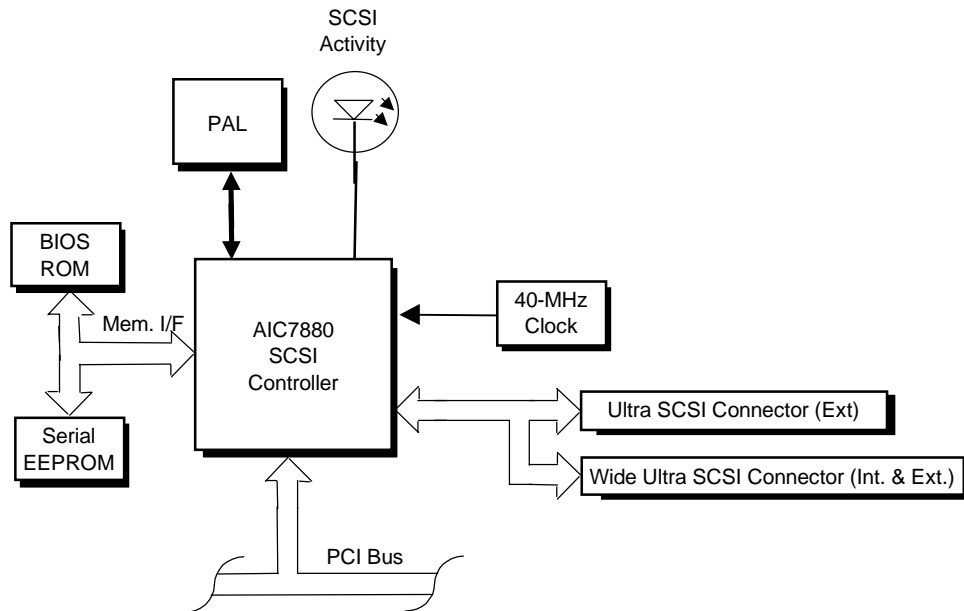 SCSI
Activity
PAL
BIOS
ROM
Mem. I/F
AIC7880
SCSI
Controller
40-MHz
Clock
Serial
EEPROM
Ultra SCSI Connector (Ext)
Wide Ultra SCSI Connector (Int. & Ext.)
PCI Bus